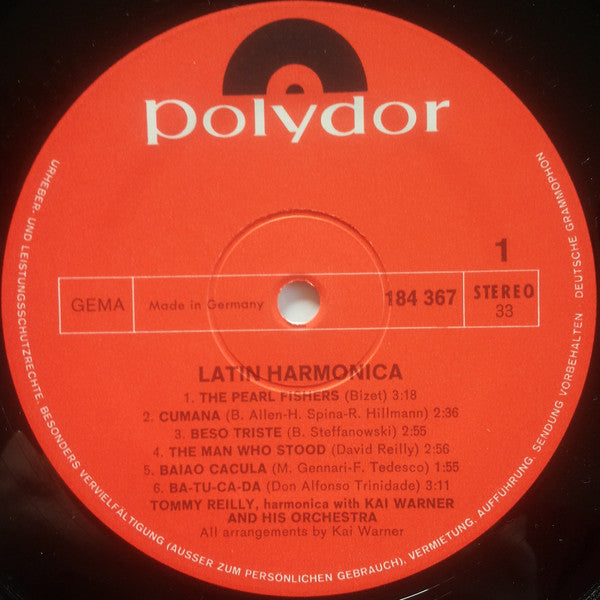 polydor
1
GEMA
Made in Germany
184 367
STEREO
33
LATIN HARMONICA
1. THE PEARL FISHERS (Bizet) 3:18
2. CUMANA (B. Allen-H. Spina-R. Hillmann) 2:36
3. BESO TRISTE (B. Steffanowski) 2:55
4. THE MAN WHO STOOD (David Reilly) 2:56
5. BAIAO CACULA (M. Gennari-F. Tedesco) 1:55
6. BA-TU-CA-DA (Don Alfonso Trinidade) 3:11
TOMMY REILLY, harmonica with KAI WARNER
AND HIS ORCHESTRA
All arrangements by Kai Warner
URHEBER- UND LEISTUNGSSCHUTZRECHTE, BESONDERS VERVIELFÄLTIGUNG (AUSSER ZUM PERSÖNLICHEN GEBRAUCH), VERMIETUNG, AUFFÜHRUNG, SENDUNG VORBEHALTEN · DEUTSCHE GRAMMOPHON